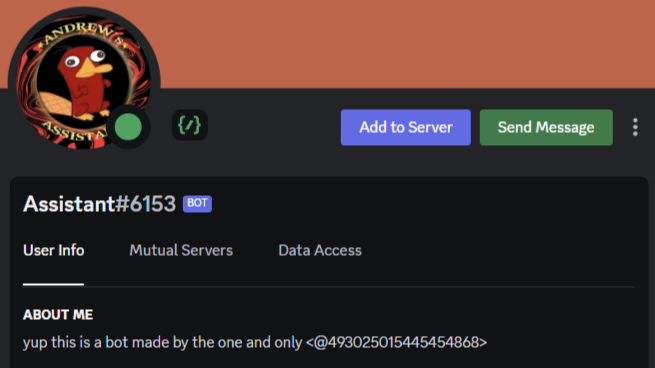 ANDREW'S
ASSISTA
{/}
Add to Server
Send Message
Assistant#6153 BOT
User Info Mutual Servers Data Access
ABOUT ME
yup this is a bot made by the one and only <@493025015445454868>